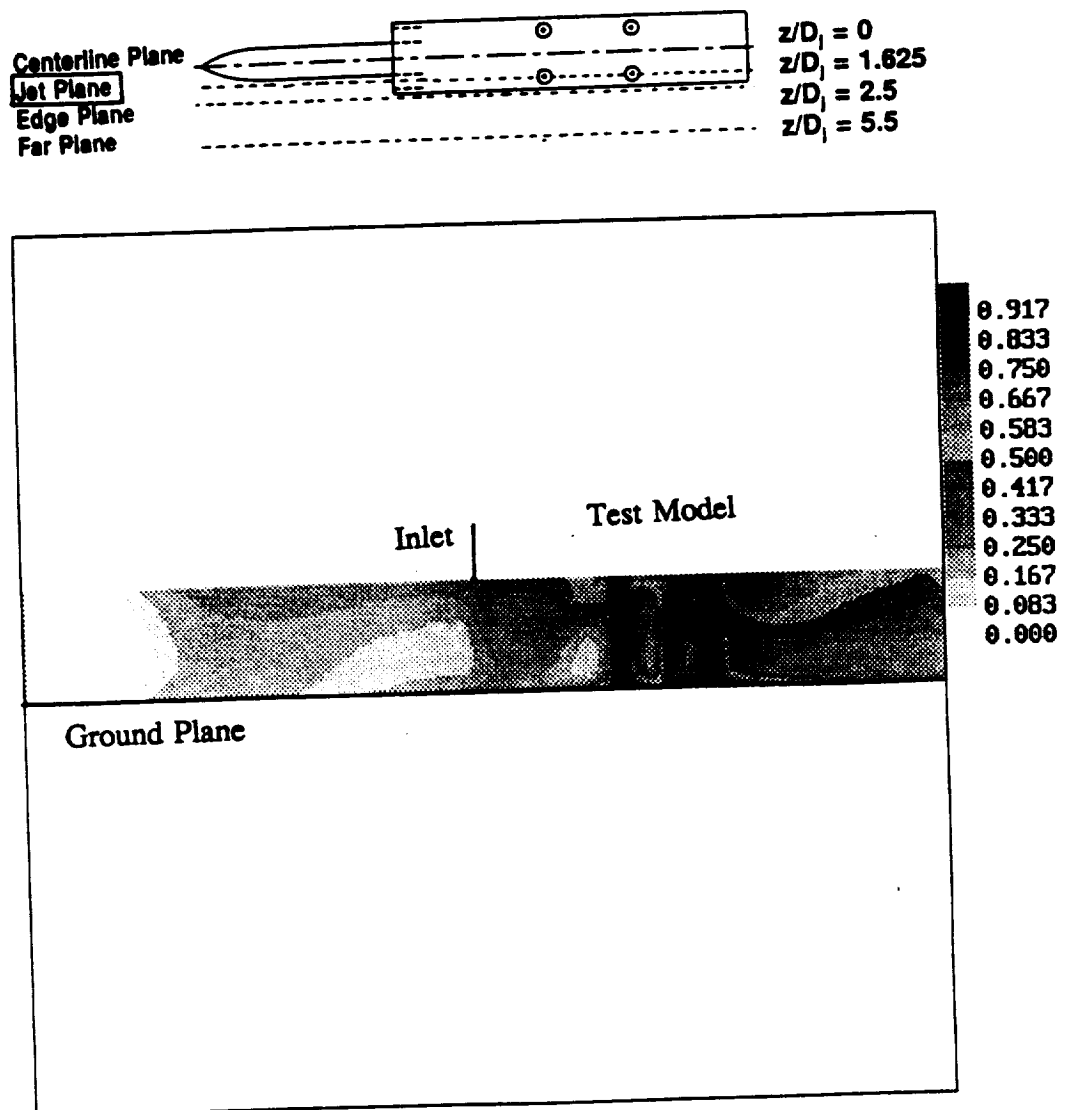 Centerline Plane
Jet Plane
Edge Plane
Far Plane
z/Dj = 0
z/Dj = 1.625
z/Dj = 2.5
z/Dj = 5.5
0.917
0.833
0.750
0.667
0.583
0.500
0.417
0.333
0.250
0.167
0.083
0.000
Inlet
Test Model
Ground Plane